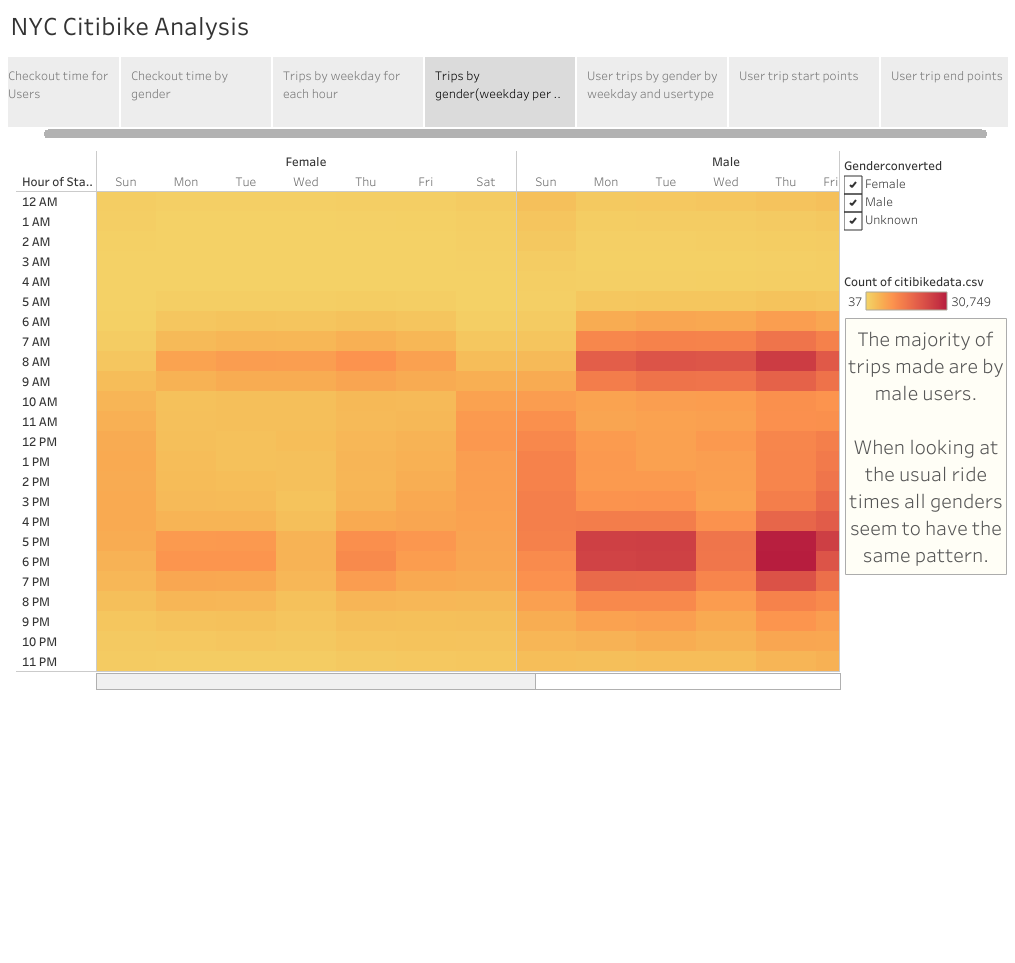 NYC Citibike Analysis
Checkout time for
Users
Checkout time by
gender
Trips by weekday for
each hour
Trips by
gender(weekday per ..
User trips by gender by
weekday and usertype
User trip start points
User trip end points
Female Male
Hour of Sta.. Sun Mon Tue Wed Thu Fri Sat Sun Mon Tue Wed Thu Fri
12 AM
1 AM
2 AM
3 AM
4 AM
5 AM
6 AM
7 AM
8 AM
9 AM
10 AM
11 AM
12 PM
1 PM
2 PM
3 PM
4 PM
5 PM
6 PM
7 PM
8 PM
9 PM
10 PM
11 PM
Genderconverted
Female
Male
Unknown
Count of citibikedata.csv
37 30,749
The majority of
trips made are by
male users.
When looking at
the usual ride
times all genders
seem to have the
same pattern.